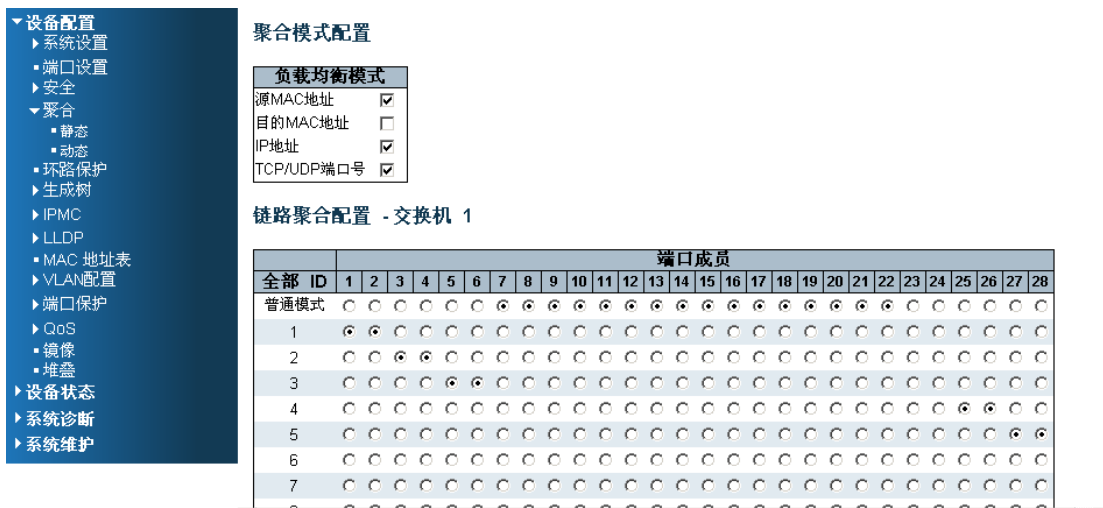 设备配置
系统设置
端口设置
安全
聚合
静态
动态
环路保护
生成树
IPMC
LLDP
MAC 地址表
VLAN配置
端口保护
QoS
镜像
堆叠
设备状态
系统诊断
系统维护
聚合模式配置
负载均衡模式
源MAC地址
目的MAC地址
IP地址
TCP/UDP端口号
链路聚合配置 - 交换机 1
端口成员
全部 ID 1 2 3 4 5 6 7 8 9 10 11 12 13 14 15 16 17 18 19 20 21 22 23 24 25 26 27 28
普通模式
1
2
3
4
5
6
7